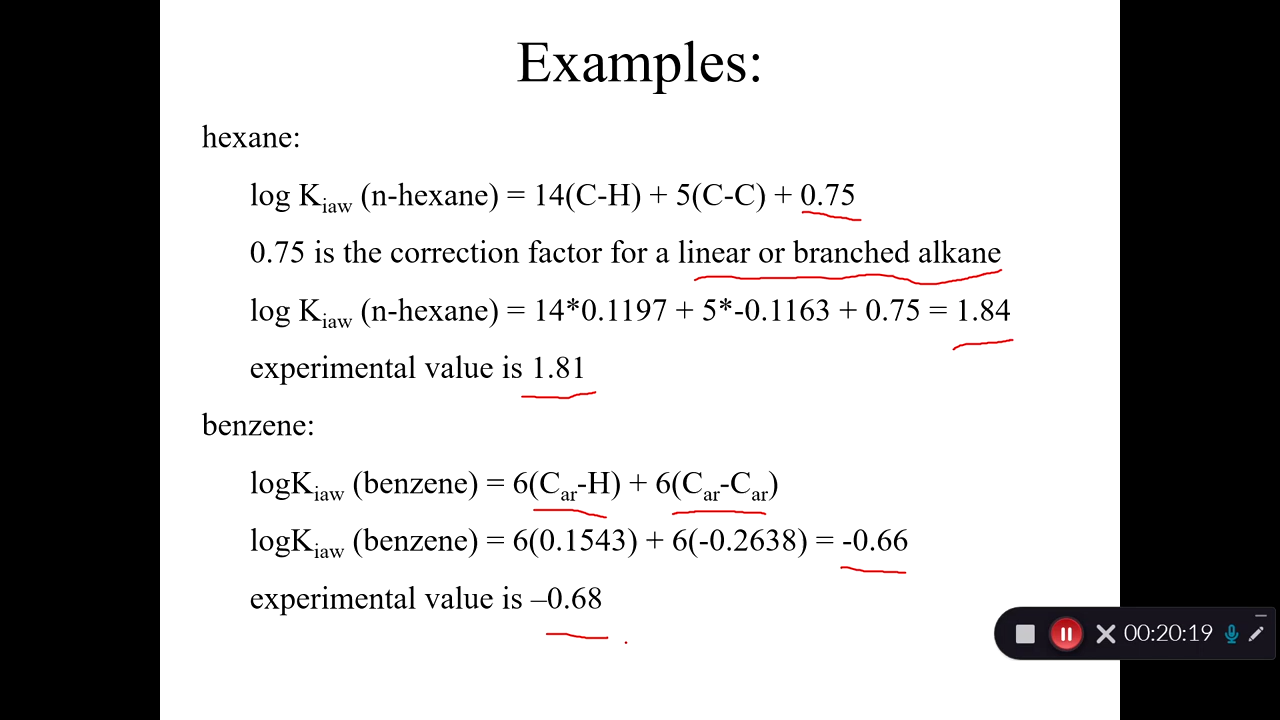 Examples:
hexane:
log Kiaw (n-hexane) = 14(C-H) + 5(C-C) + 0.75
0.75 is the correction factor for a linear or branched alkane
log Kiaw (n-hexane) = 14*0.1197 + 5*-0.1163 + 0.75 = 1.84
experimental value is 1.81
benzene:
logKiaw (benzene) = 6(Car-H) + 6(Car-Car)
logKiaw (benzene) = 6(0.1543) + 6(-0.2638) = -0.66
experimental value is –0.68
00:20:19